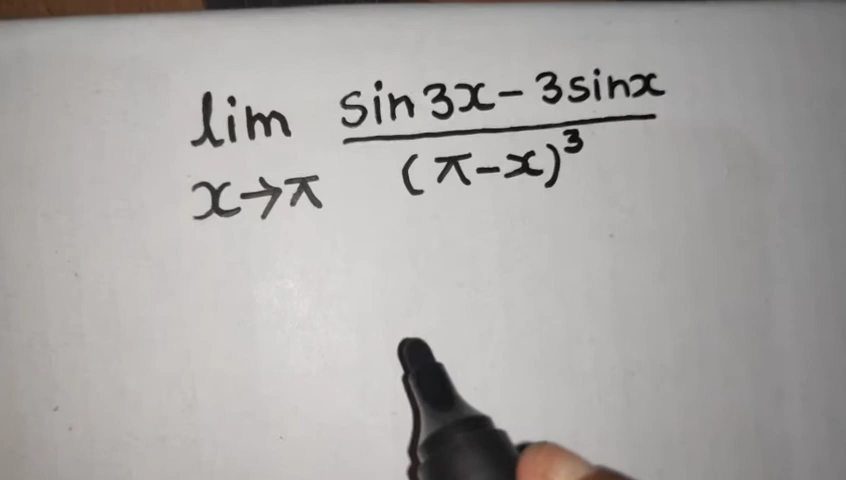 lim sin3x - 3sinx
x→π (π-x)³